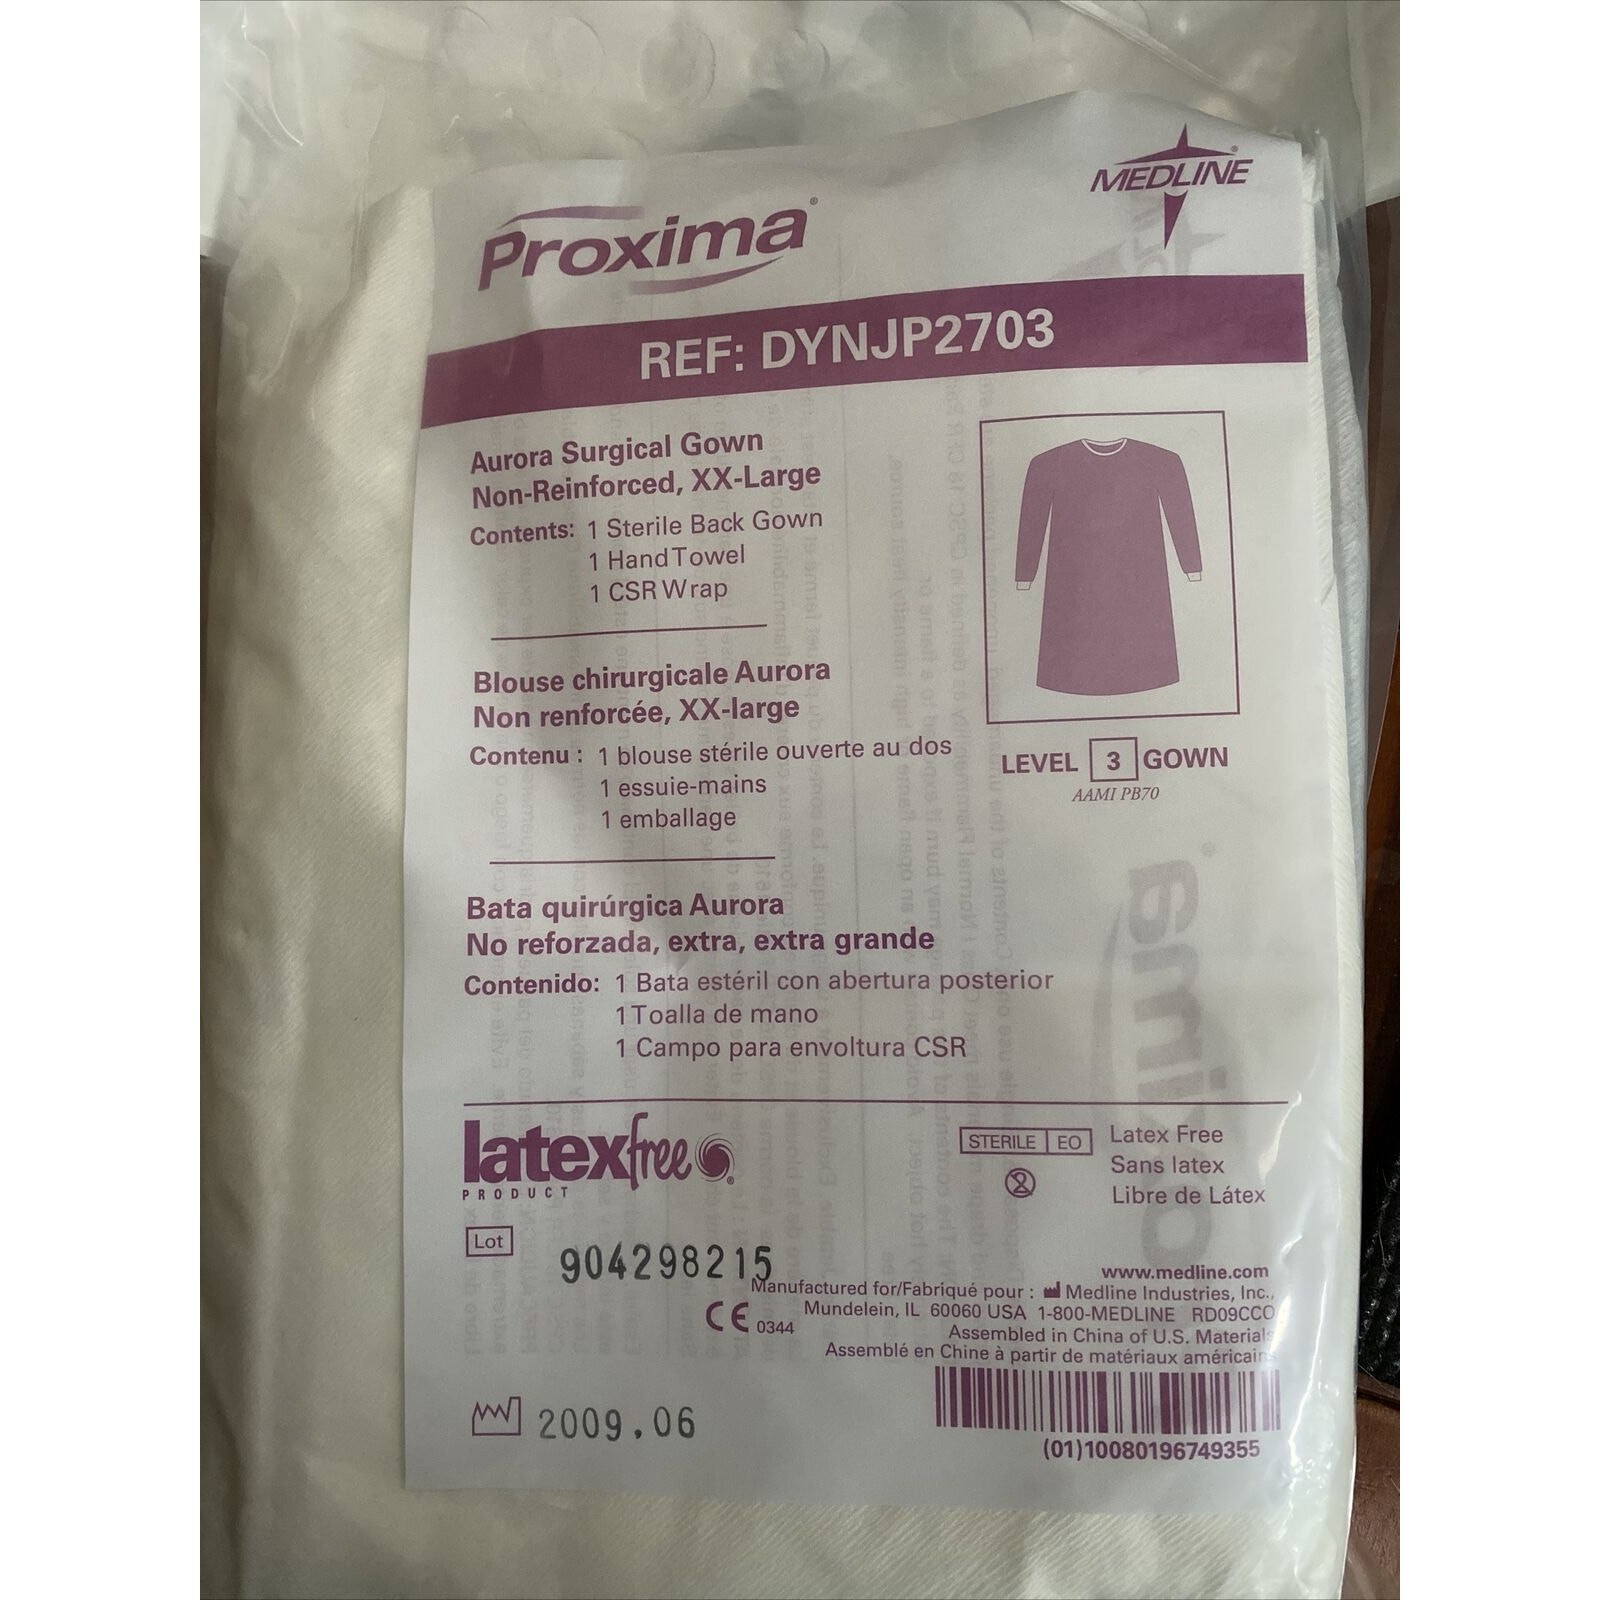 Proxima®
MEDLINE®
REF: DYNJP2703
Aurora Surgical Gown
Non-Reinforced, XX-Large
Contents: 1 Sterile Back Gown
1 Hand Towel
1 CSR Wrap
Blouse chirurgicale Aurora
Non renforcée, XX-large
Contenu : 1 blouse stérile ouverte au dos
1 essuie-mains
1 emballage
LEVEL 3 GOWN
AAMI PB70
Bata quirúrgica Aurora
No reforzada, extra, extra grande
Contenido: 1 Bata estéril con abertura posterior
1 Toalla de mano
1 Campo para envoltura CSR
latexfree®
PRODUCT
STERILE EO
2
Latex Free
Sans latex
Libre de Látex
Lot
904298215
www.medline.com
Manufactured for/Fabriqué pour : Medline Industries, Inc.,
Mundelein, IL 60060 USA 1-800-MEDLINE RD09CCO
CE 0344
Assembled in China of U.S. Materials
Assemblé en Chine à partir de matériaux américains
2009.06
(01)10080196749355